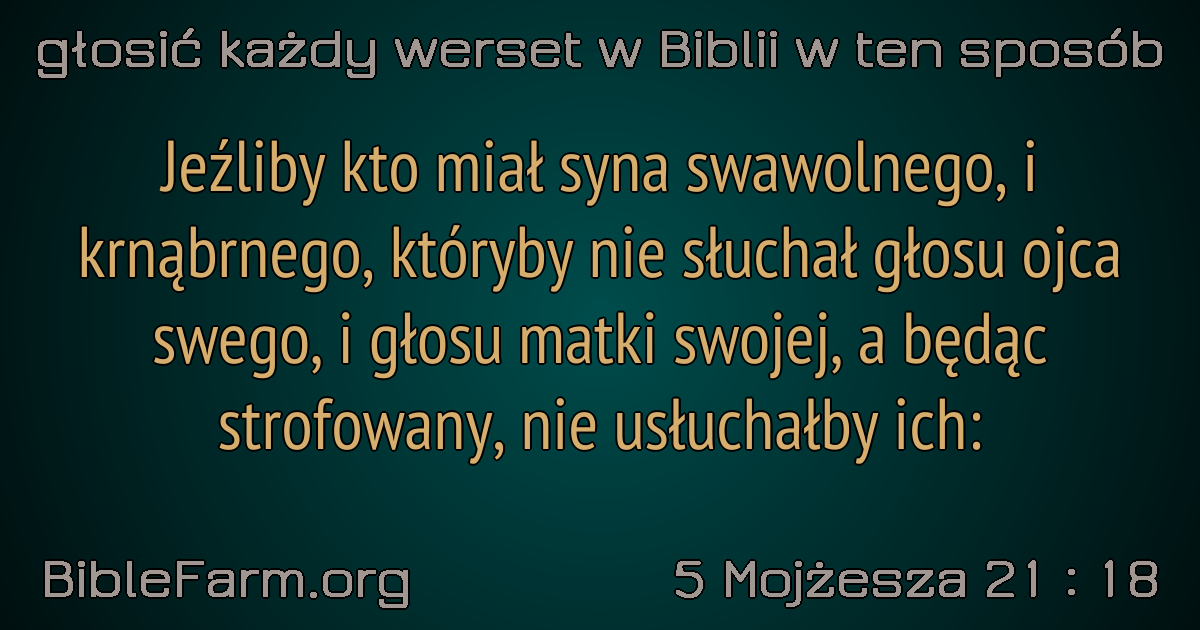 głosić każdy werset w Biblii w ten sposób
Jeźliby kto miał syna swawolnego, i
krnąbrnego, któryby nie słuchał głosu ojca
swego, i głosu matki swojej, a będąc
strofowany, nie usłuchałby ich:
BibleFarm.org
5 Mojżesza 21 : 18